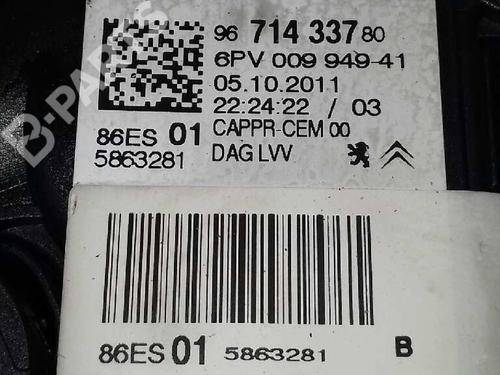 96 714 337 80
6PV 009 949-41
05.10.2011
22:24:22 / 03
86ES 01 CAPPR-CEM 00
5863281 DAG LVV
86ES 01 5863281 B
B-PARTS